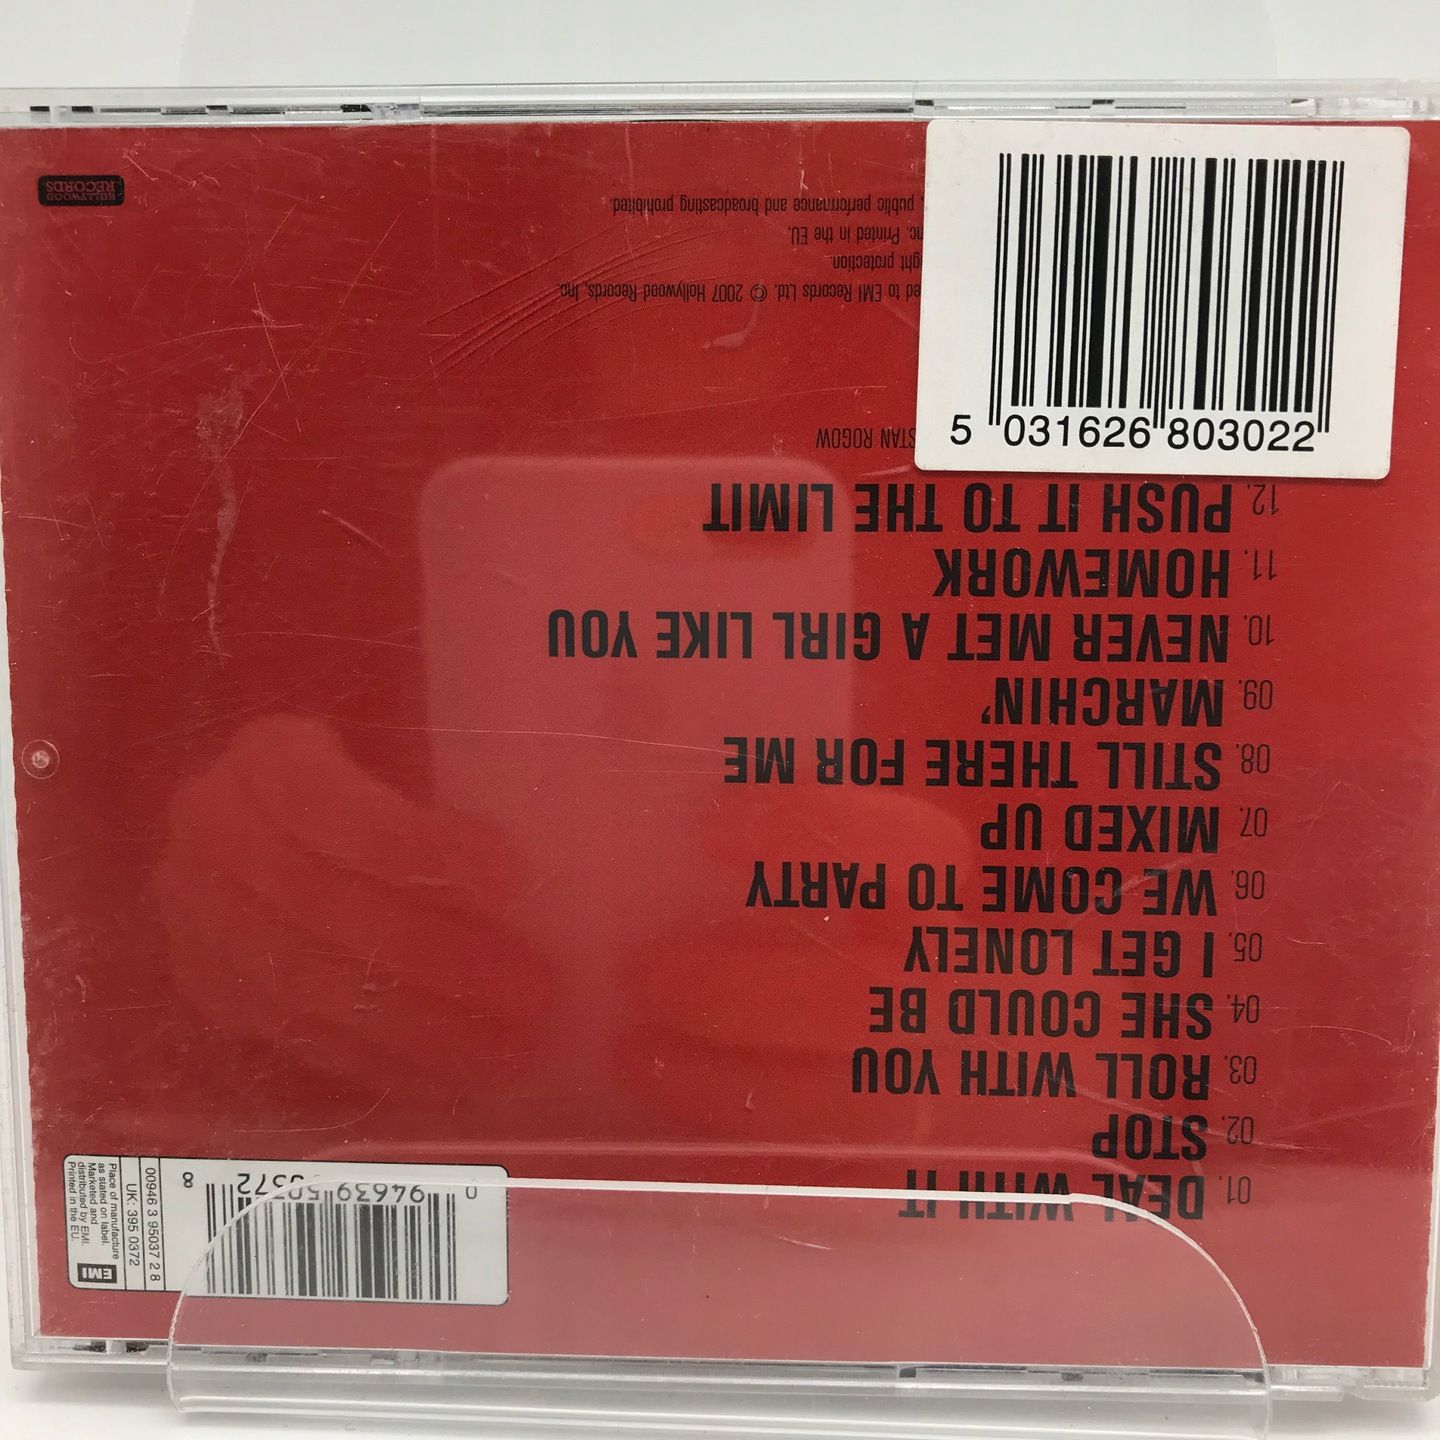 01. DEAL WITH IT
02. STOP
03. ROLL WITH YOU
04. SHE COULD BE
05. I GET LONELY
06. WE COME TO PARTY
07. MIXED UP
08. STILL THERE FOR ME
09. MARCHIN'
10. NEVER MET A GIRL LIKE YOU
11. HOMEWORK
12. PUSH IT TO THE LIMIT
STAN ROGOW
ed to EMI Records Ltd. © 2007 Hollywood Records, Inc.
ght protection.
nc. Printed in the EU.
, public performance and broadcasting prohibited.
HOLLYWOOD
RECORDS
5 031626 803022
0 94639 50372 8
00946 3 95037 2 8
UK: 395 0372
Place of manufacture
as stated on label.
Marketed and
distributed by EMI.
Printed in the EU.
EMI